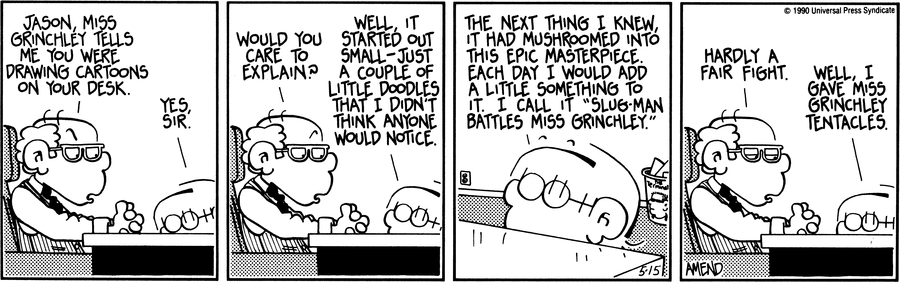 JASON, MISS
GRINCHLEY TELLS
ME YOU WERE
DRAWING CARTOONS
ON YOUR DESK.
YES,
SIR.
WOULD YOU
CARE TO
EXPLAIN?
WELL, IT
STARTED OUT
SMALL–JUST
A COUPLE OF
LITTLE DOODLES
THAT I DIDN'T
THINK ANYONE
WOULD NOTICE.
THE NEXT THING I KNEW,
IT HAD MUSHROOMED INTO
THIS EPIC MASTERPIECE.
EACH DAY I WOULD ADD
A LITTLE SOMETHING TO
IT. I CALL IT "SLUG-MAN
BATTLES MISS GRINCHLEY."
5·15
© 1990 Universal Press Syndicate
HARDLY A
FAIR FIGHT.
WELL, I
GAVE MISS
GRINCHLEY
TENTACLES.
AMEND